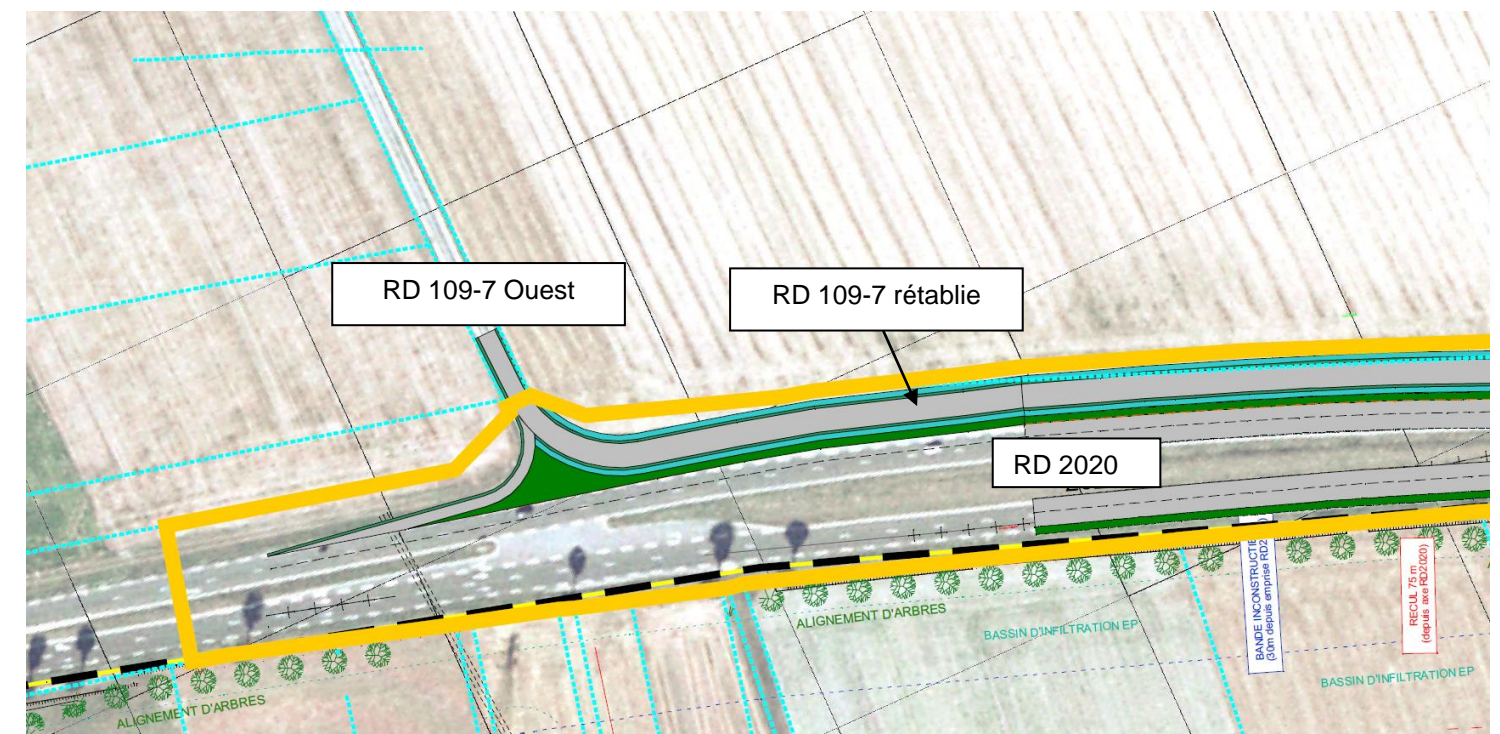 RD 109-7 Ouest
RD 109-7 rétablie
RD 2020
ALIGNEMENT D'ARBRES
BASSIN D'INFILTRATION EP
BANDE INCONSTRUCTIE
(30m depuis emprise RD2
RECUL 75 m
(depuis axe RD2020)
BASSIN D'INFILTRATION EP
ALIGNEMENT D'ARBRES